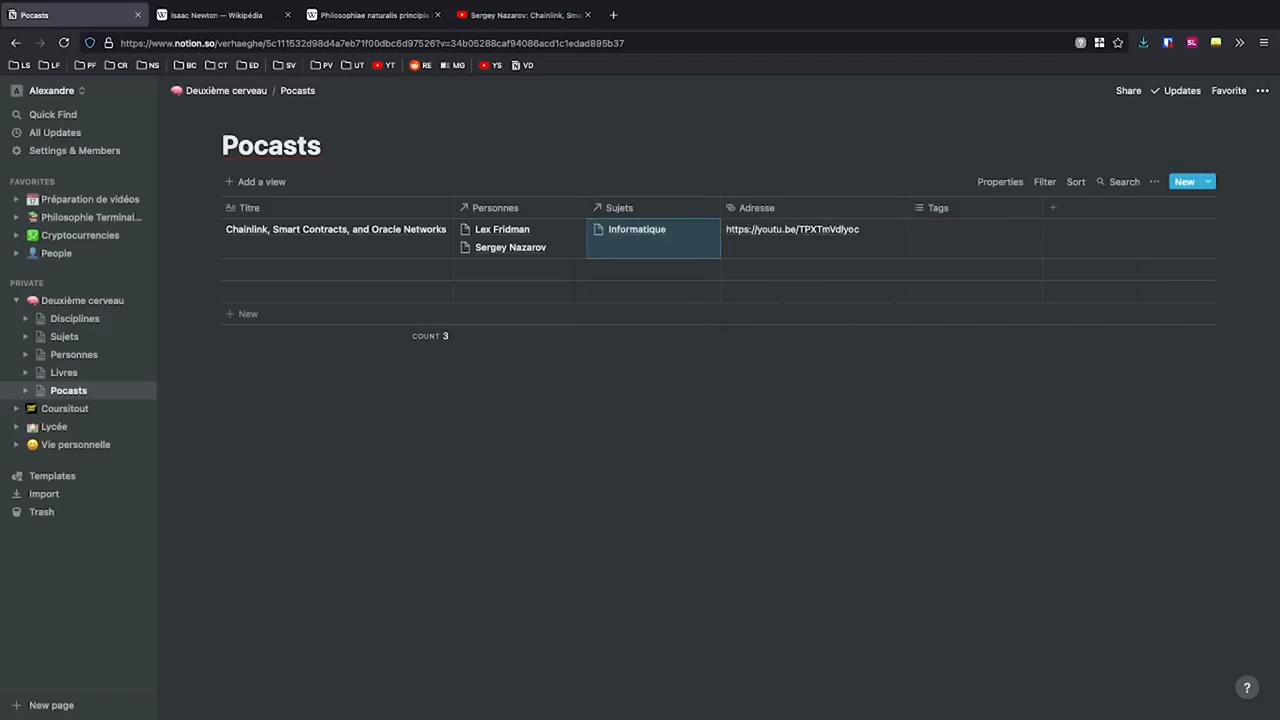 Pocasts
Isaac Newton — Wikipédia
Philosophiae naturalis principia
Sergey Nazarov: Chainlink, Sma
https://www.notion.so/verhaeghe/5c111532d98d4a7eb71f00dbc6d97526?v=34b05288caf94086acd1c1edad895b37
LS LF PF CR NS BC CT ED SV PV UT YT RE MG YS VD
A Alexandre
Deuxième cerveau / Pocasts
Share Updates Favorite
Quick Find
All Updates
Settings & Members
Pocasts
FAVORITES
Préparation de vidéos
Philosophie Terminal...
Cryptocurrencies
People
Add a view
Properties Filter Sort Search New
Aa Titre Personnes Sujets Adresse Tags
Chainlink, Smart Contracts, and Oracle Networks Lex Fridman Informatique https://youtu.be/TPXTmVdlyoc
Sergey Nazarov
New
COUNT 3
PRIVATE
Deuxième cerveau
Disciplines
Sujets
Personnes
Livres
Pocasts
Coursitout
Lycée
Vie personnelle
Templates
Import
Trash
New page
?